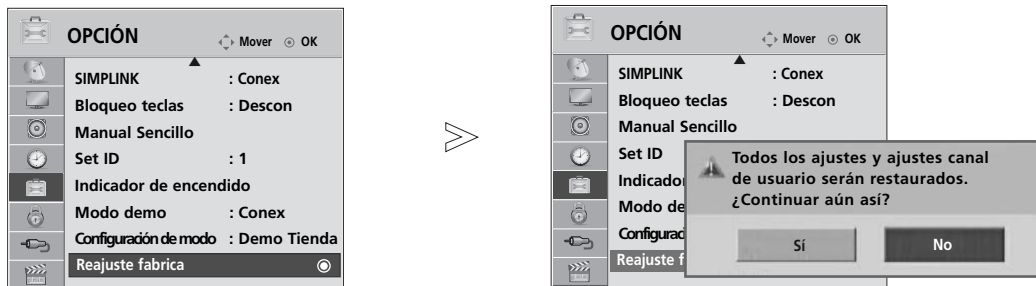 OPCIÓN Mover OK
SIMPLINK : Conex
Bloqueo teclas : Descon
Manual Sencillo
Set ID : 1
Indicador de encendido
Modo demo : Conex
Configuración de modo : Demo Tienda
Reajuste fabrica
OPCIÓN Mover OK
SIMPLINK : Conex
Bloqueo teclas : Descon
Manual Sencillo
Set ID
Indicador
Modo de
Configurac
Reajuste f
Todos los ajustes y ajustes canal
de usuario serán restaurados.
¿Continuar aún así?
Sí No